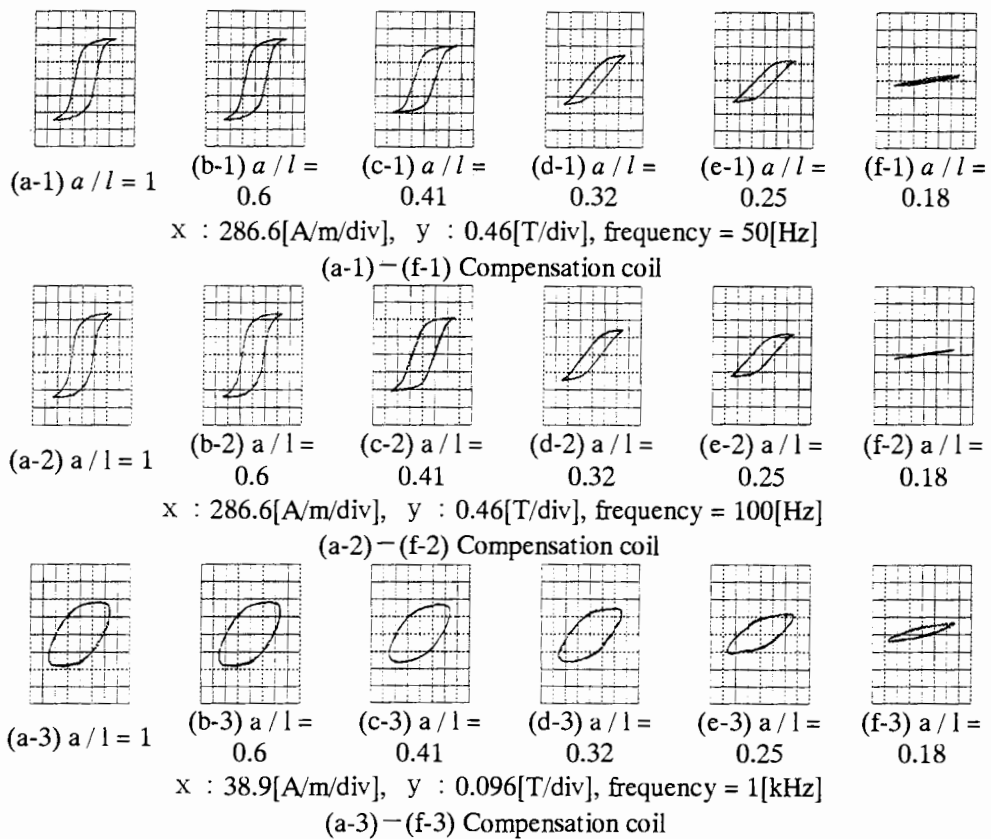 (a-1) a / l = 1
(b-1) a / l =
0.6
(c-1) a / l =
0.41
(d-1) a / l =
0.32
(e-1) a / l =
0.25
(f-1) a / l =
0.18
x : 286.6[A/m/div], y : 0.46[T/div], frequency = 50[Hz]
(a-1)－(f-1) Compensation coil
(a-2) a / l = 1
(b-2) a / l =
0.6
(c-2) a / l =
0.41
(d-2) a / l =
0.32
(e-2) a / l =
0.25
(f-2) a / l =
0.18
x : 286.6[A/m/div], y : 0.46[T/div], frequency = 100[Hz]
(a-2)－(f-2) Compensation coil
(a-3) a / l = 1
(b-3) a / l =
0.6
(c-3) a / l =
0.41
(d-3) a / l =
0.32
(e-3) a / l =
0.25
(f-3) a / l =
0.18
x : 38.9[A/m/div], y : 0.096[T/div], frequency = 1[kHz]
(a-3)－(f-3) Compensation coil